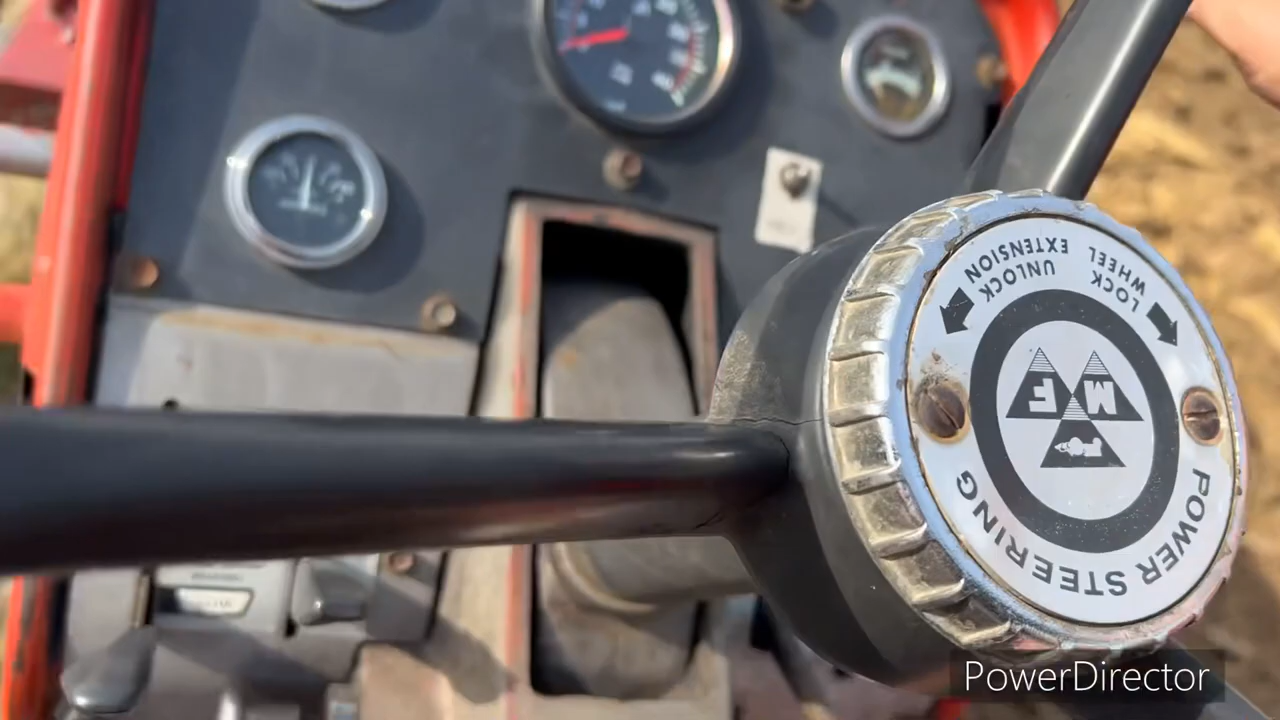 UNLOCK
EXTENSION
LOCK
WHEEL
MF
POWER STEERING
PowerDirector